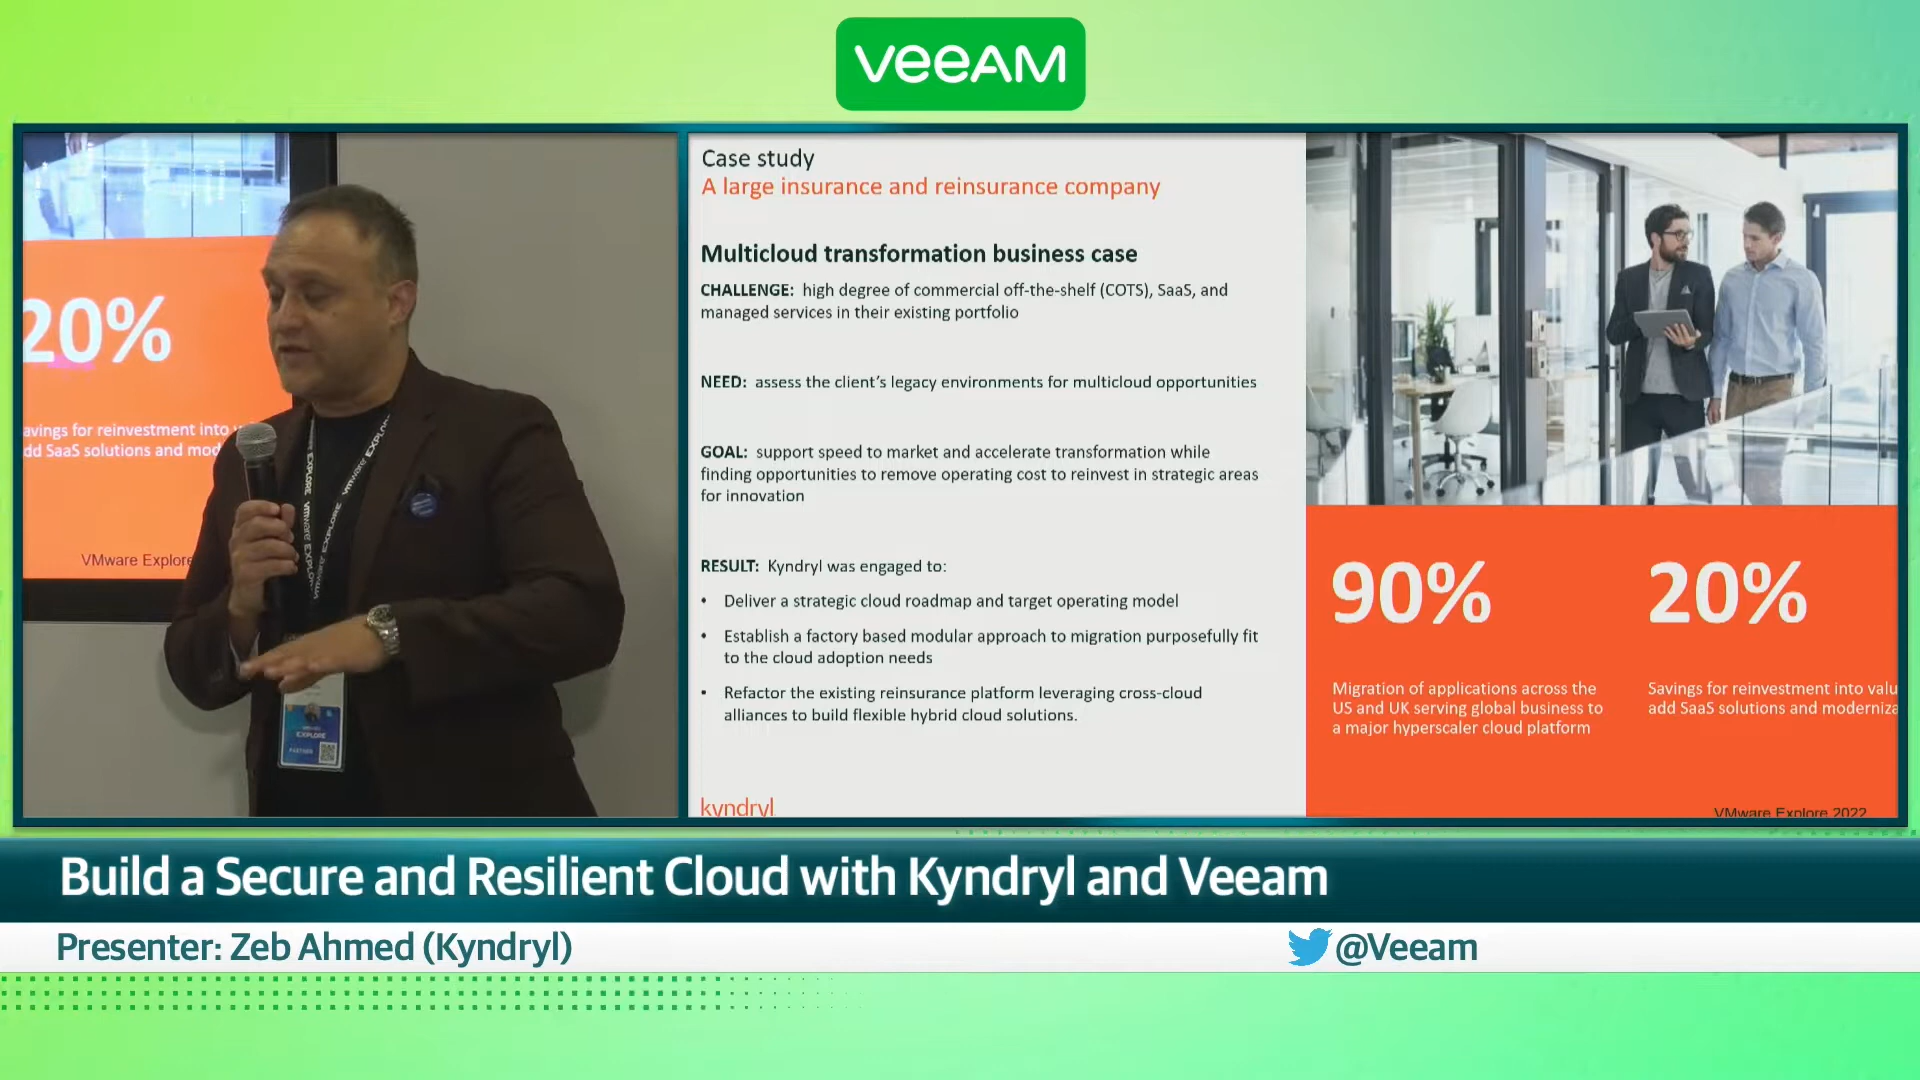 veeAM
20%
avings for reinvestment into
dd SaaS solutions and mod
VMware Explore
vmware EXPLORE
EXPLORE
PARTNER
Case study
A large insurance and reinsurance company
Multicloud transformation business case
CHALLENGE: high degree of commercial off-the-shelf (COTS), SaaS, and
managed services in their existing portfolio
NEED: assess the client's legacy environments for multicloud opportunities
GOAL: support speed to market and accelerate transformation while
finding opportunities to remove operating cost to reinvest in strategic areas
for innovation
RESULT: Kyndryl was engaged to:
• Deliver a strategic cloud roadmap and target operating model
• Establish a factory based modular approach to migration purposefully fit
to the cloud adoption needs
• Refactor the existing reinsurance platform leveraging cross-cloud
alliances to build flexible hybrid cloud solutions.
kyndryl
90%
Migration of applications across the
US and UK serving global business to
a major hyperscaler cloud platform
20%
Savings for reinvestment into valu
add SaaS solutions and moderniza
VMware Explore 2022
Build a Secure and Resilient Cloud with Kyndryl and Veeam
Presenter: Zeb Ahmed (Kyndryl)
@Veeam